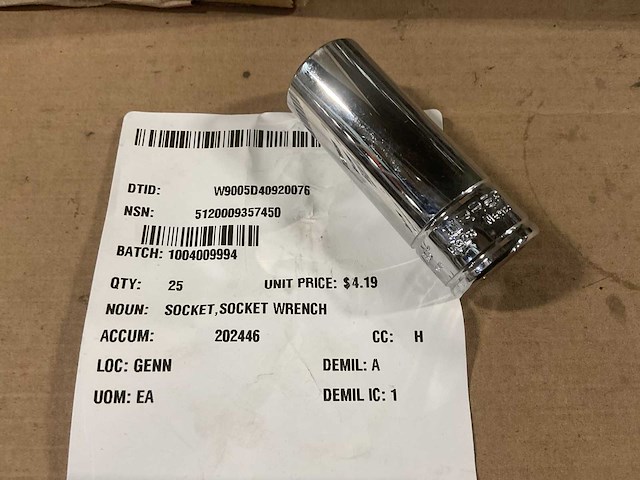 DTID: W9005D40920076
NSN: 5120009357450
BATCH: 1004009994
QTY: 25 UNIT PRICE: $4.19
NOUN: SOCKET,SOCKET WRENCH
ACCUM: 202446 CC: H
LOC: GENN DEMIL: A
UOM: EA DEMIL IC: 1